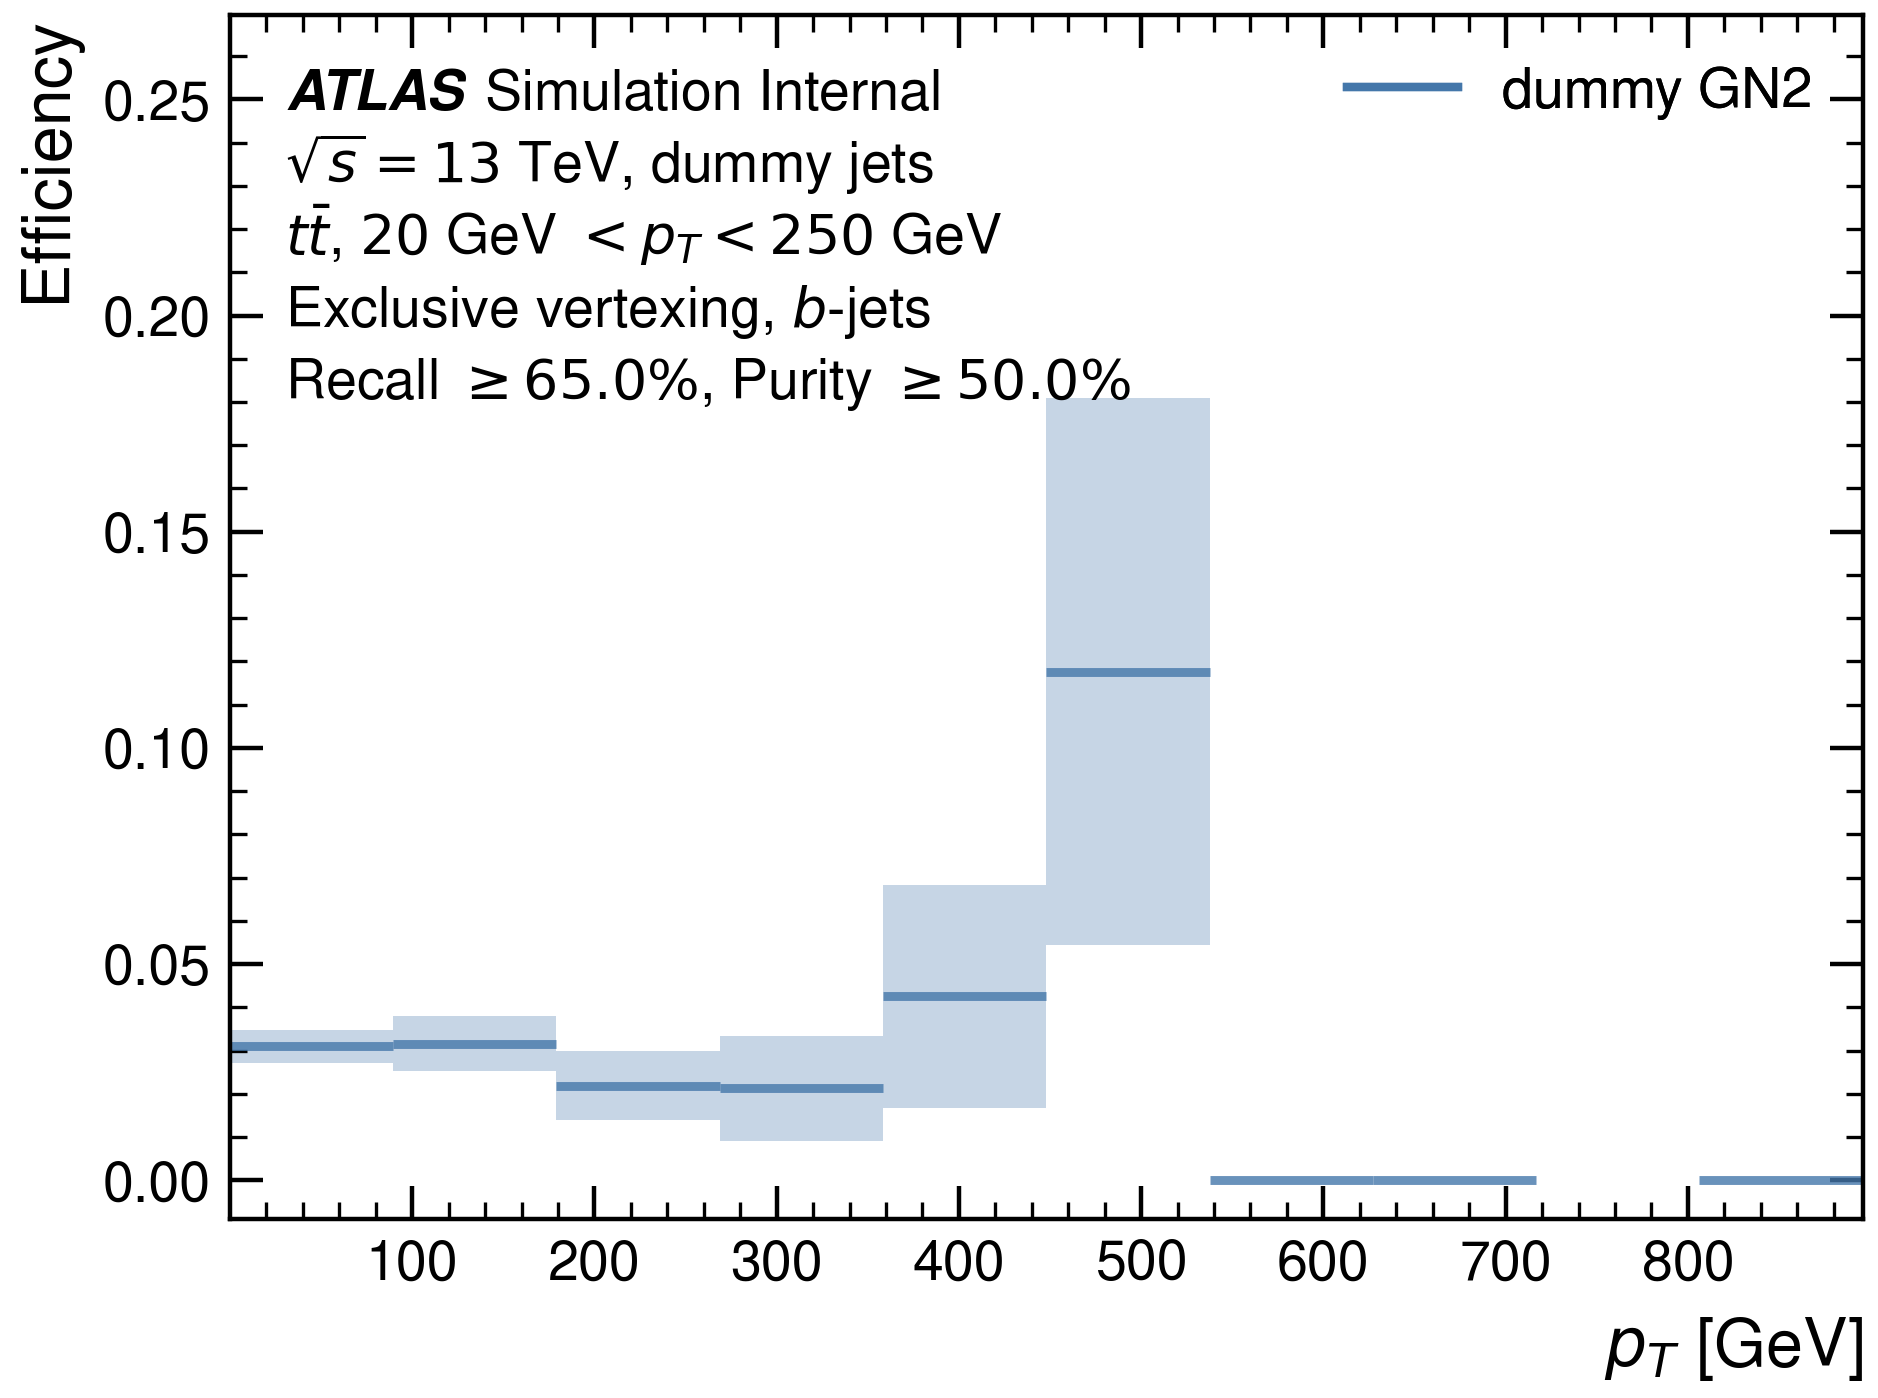 Efficiency
0.25
0.20
0.15
0.10
0.05
0.00
ATLAS Simulation Internal
√s = 13 TeV, dummy jets
tt̄, 20 GeV < p_T < 250 GeV
Exclusive vertexing, b-jets
Recall ≥ 65.0%, Purity ≥ 50.0%
dummy GN2
100 200 300 400 500 600 700 800
p_T [GeV]